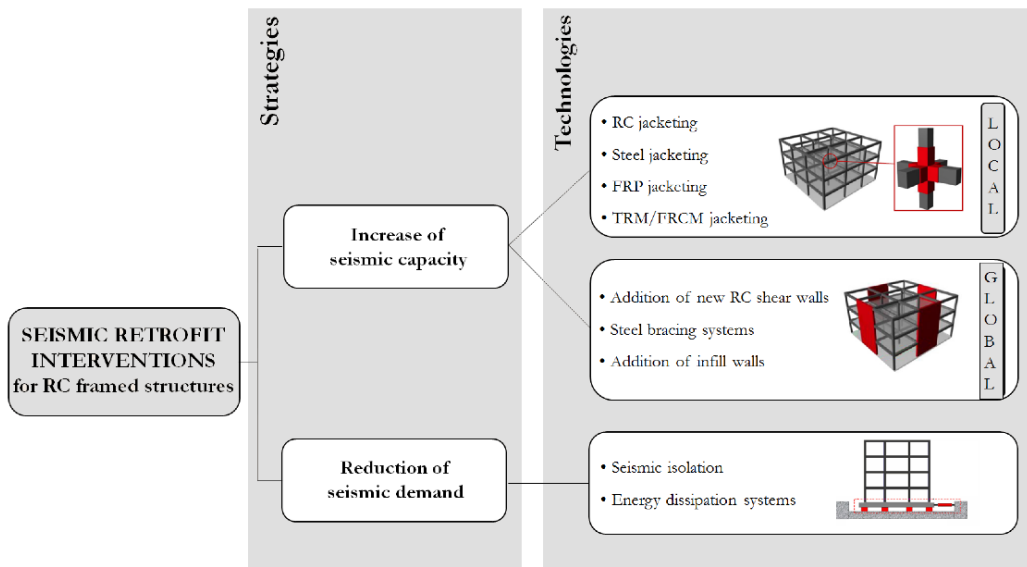 Strategies
Technologies
SEISMIC RETROFIT
INTERVENTIONS
for RC framed structures
Increase of
seismic capacity
Reduction of
seismic demand
• RC jacketing
• Steel jacketing
• FRP jacketing
• TRM/FRCM jacketing
LOCAL
• Addition of new RC shear walls
• Steel bracing systems
• Addition of infill walls
GLOBAL
• Seismic isolation
• Energy dissipation systems